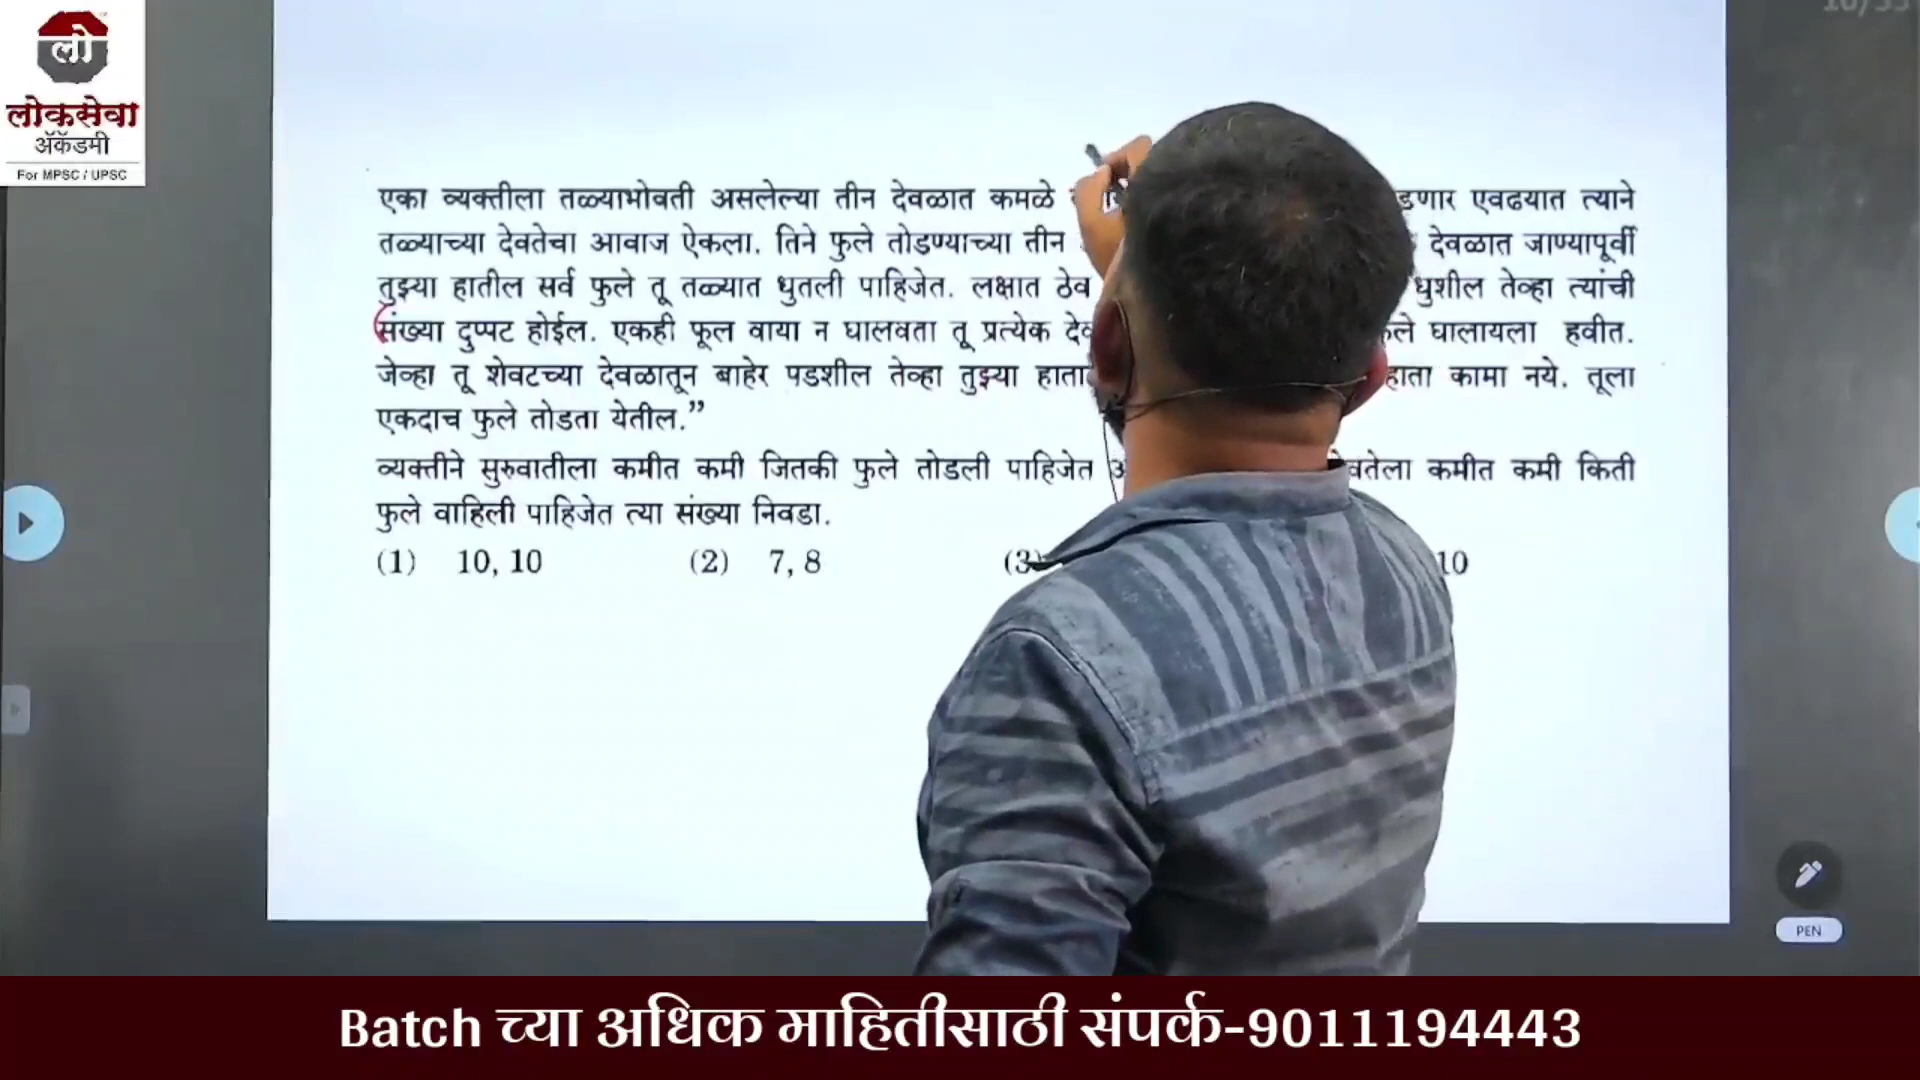 लो
लोकसेवा
ॲकॅडमी
For MPSC / UPSC
एका व्यक्तीला तळ्याभोवती असलेल्या तीन देवळात कमळे एवढयात त्याने
तळ्याच्या देवतेचा आवाज ऐकला. तिने फुले तोडण्याच्या तीन देवळात जाण्यापूर्वी
तुझ्या हातील सर्व फुले तू तळ्यात धुतली पाहिजेत. लक्षात ठेव धुशील तेव्हा त्यांची
संख्या दुप्पट होईल. एकही फूल वाया न घालवता तू प्रत्येक घालायला हवीत.
जेव्हा तू शेवटच्या देवळातून बाहेर पडशील तेव्हा तुझ्या कामा नये. तूला
एकदाच फुले तोडता येतील.”
व्यक्तीने सुरुवातीला कमीत कमी जितकी फुले तोडली पाहिजेत कमीत कमी किती
फुले वाहिली पाहिजेत त्या संख्या निवडा.
(1) 10, 10 (2) 7, 8 (3) 10
PEN
Batch च्या अधिक माहितीसाठी संपर्क-9011194443